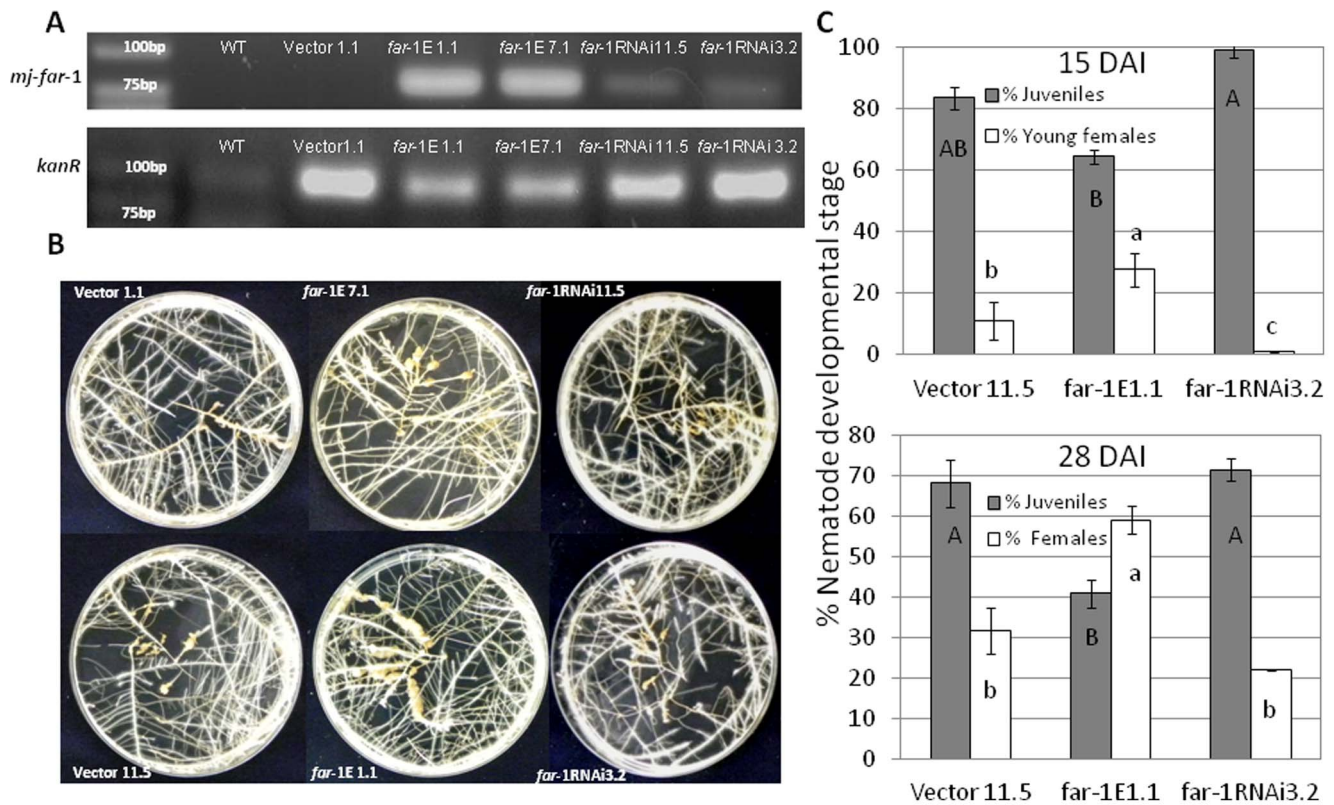 A
100bp
WT
Vector 1.1
far-1E 1.1
far-1E 7.1
far-1RNAi11.5
far-1RNAi3.2
mj-far-1
75bp
kanR
WT
Vector1.1
far-1E 1.1
far-1E7.1
far-1RNAi 11.5
far-1RNAi 3.2
100bp
75bp
B
Vector 1.1
far-1E 7.1
far-1RNAi11.5
Vector 11.5
far-1E 1.1
far-1RNAi3.2
C
% Nematode developmental stage
15 DAI
% Juveniles
% Young females
100
80
60
40
20
0
AB
b
B
a
A
c
Vector 11.5
far-1E1.1
far-1RNAi3.2
28 DAI
% Juveniles
% Females
80
70
60
50
40
30
20
10
0
A
b
B
a
A
b
Vector 11.5
far-1E1.1
far-1RNAi3.2